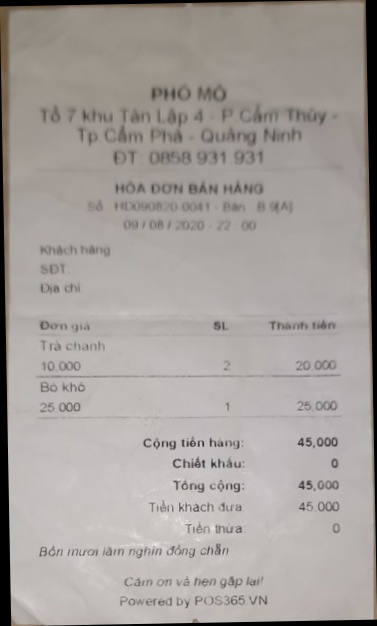 PHỐ MỎ
Tổ 7 khu Tân Lập 4 - P Cẩm Thủy -
Tp Cẩm Phả - Quảng Ninh
ĐT: 0858 931 931
HÓA ĐƠN BÁN HÀNG
Số : HD090820-0041 - Bàn : B 9[A]
09 / 08 / 2020 - 22 : 00
Khách hàng
SĐT:
Địa chỉ
Đơn giá SL Thành tiền
Trà chanh
10,000 2 20,000
Bò khô
25,000 1 25,000
Cộng tiền hàng: 45,000
Chiết khấu: 0
Tổng cộng: 45,000
Tiền khách đưa: 45,000
Tiền thừa: 0
Bốn mươi lăm nghìn đồng chẵn
Cảm ơn và hẹn gặp lại!
Powered by POS365.VN